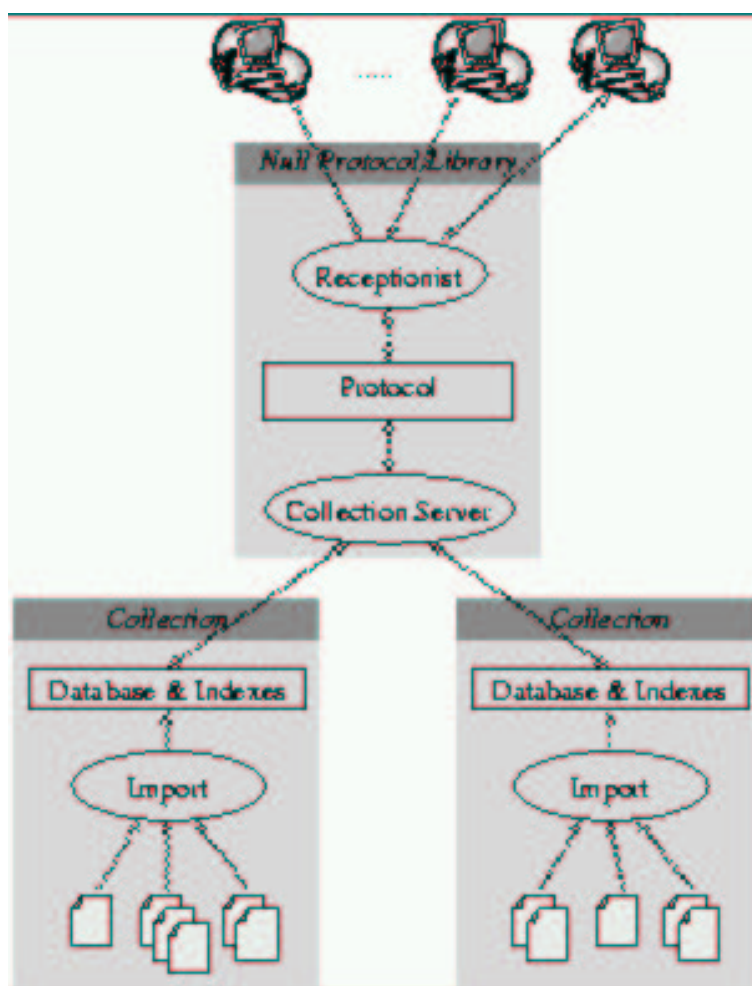 Null Protocol Library
Receptionist
Protocol
Collection Server
Collection
Collection
Database & Indexes
Database & Indexes
Import
Import